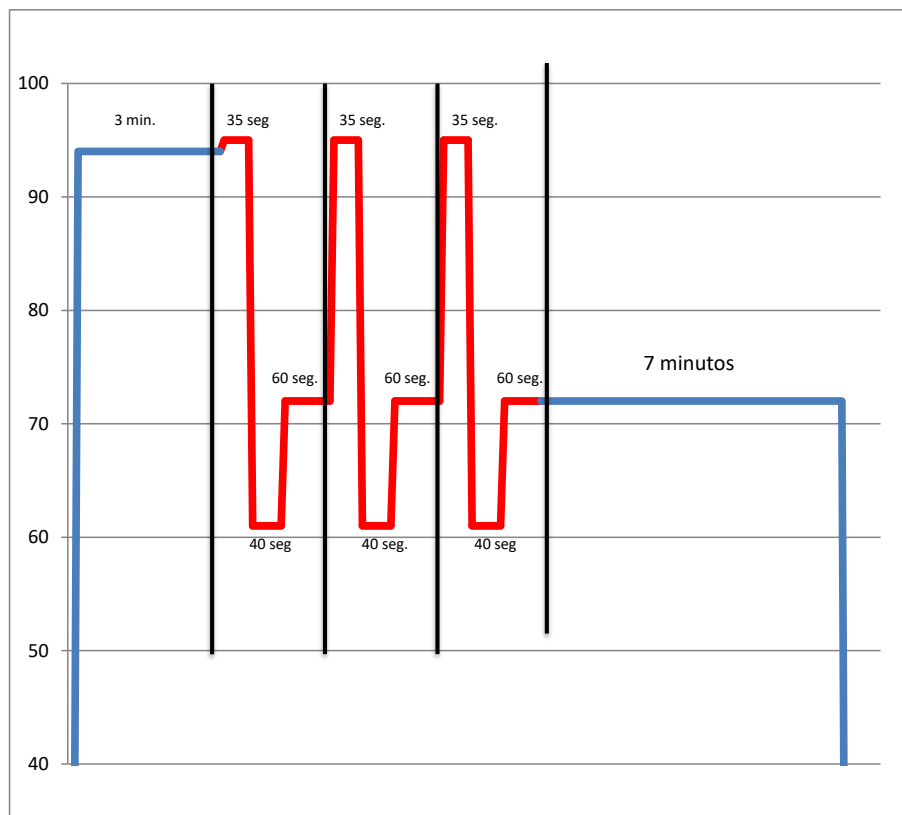 100
3 min.
35 seg
35 seg.
35 seg.
90
80
60 seg.
60 seg.
60 seg.
7 minutos
70
60
40 seg
40 seg.
40 seg
50
40